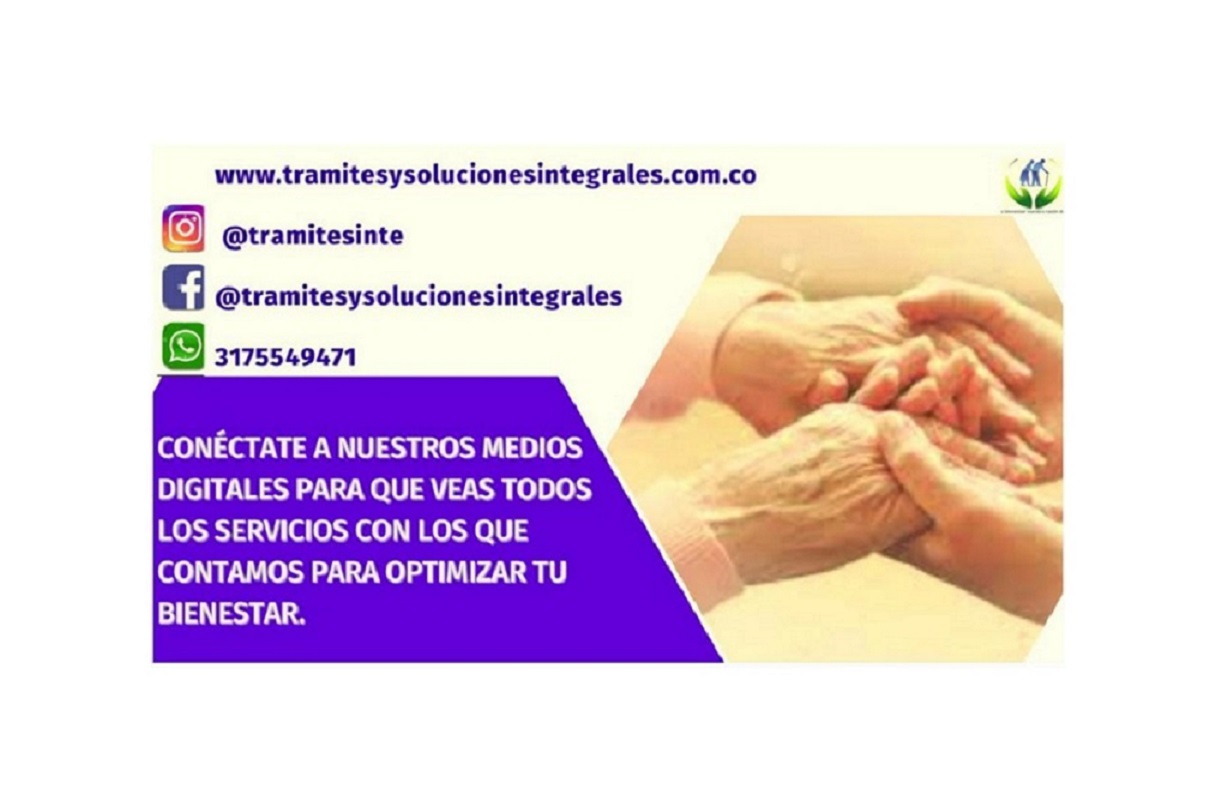 www.tramitesysolucionesintegrales.com.co
@tramitesinte
@tramitesysolucionesintegrales
3175549471
CONÉCTATE A NUESTROS MEDIOS
DIGITALES PARA QUE VEAS TODOS
LOS SERVICIOS CON LOS QUE
CONTAMOS PARA OPTIMIZAR TU
BIENESTAR.